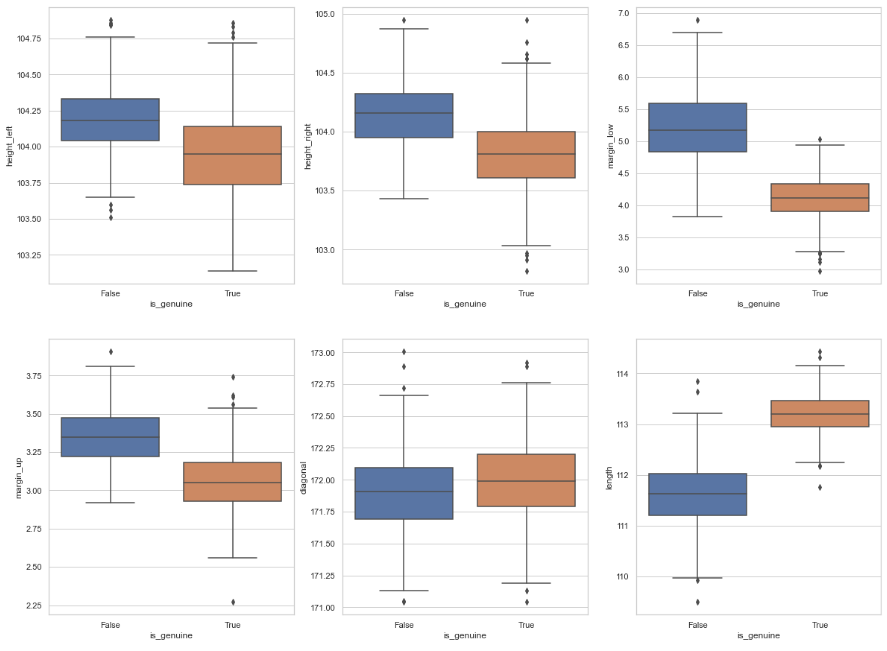 height_left
104.75
104.50
104.25
104.00
103.75
103.50
103.25
False True
is_genuine
height_right
105.0
104.5
104.0
103.5
103.0
False True
is_genuine
margin_low
7.0
6.5
6.0
5.5
5.0
4.5
4.0
3.5
3.0
False True
is_genuine
margin_up
3.75
3.50
3.25
3.00
2.75
2.50
2.25
False True
is_genuine
diagonal
173.00
172.75
172.50
172.25
172.00
171.75
171.50
171.25
171.00
False True
is_genuine
length
114
113
112
111
110
False True
is_genuine